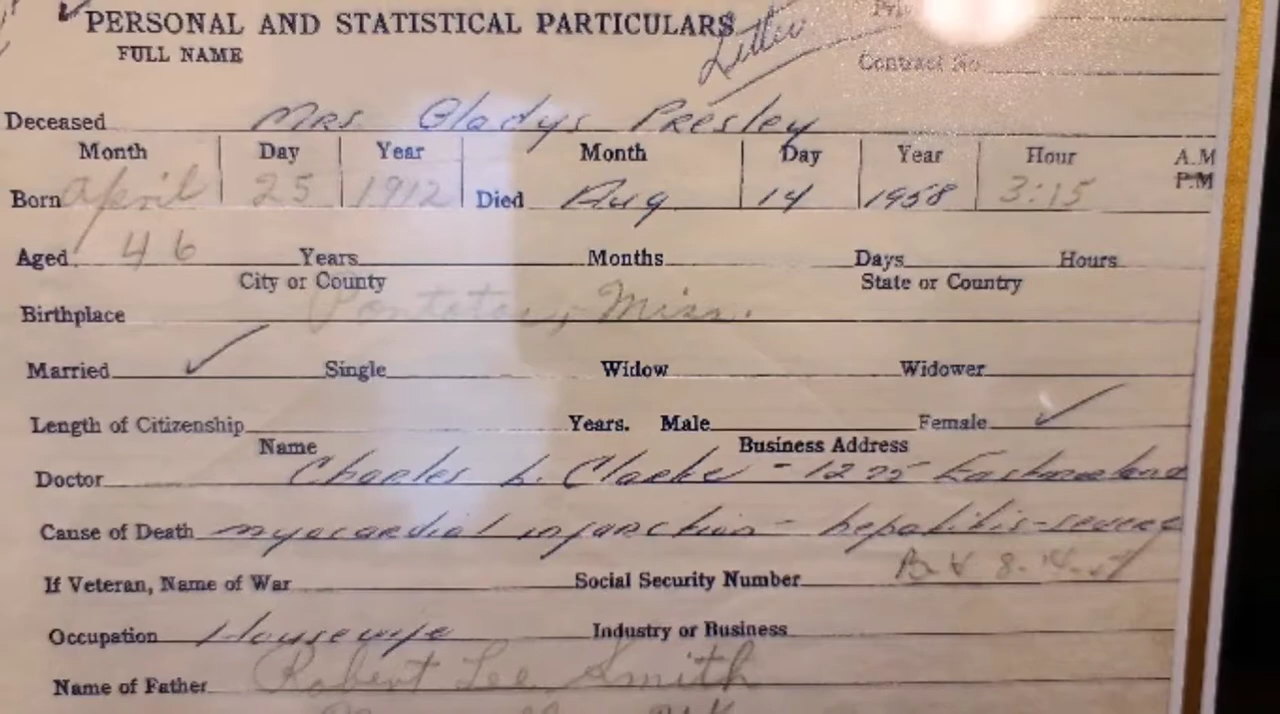 PERSONAL AND STATISTICAL PARTICULARS
Letter
FULL NAME
Contract No.
Deceased Mrs. Gladys Presley
Month Day Year Month Day Year Hour A.M
P.M
Born April 25 1912 Died Aug 14 1958 3:15
Aged 46 Years Months Days Hours
City or County State or Country
Birthplace Pontotoc, Miss.
Married Single Widow Widower
Length of Citizenship Years. Male Female
Name Business Address
Doctor Charles L. Clarke - 1275 Eastmoreland
Cause of Death myocardial infarction - hepatitis-severe
If Veteran, Name of War Social Security Number
Occupation Housewife Industry or Business
Name of Father Robert Lee Smith